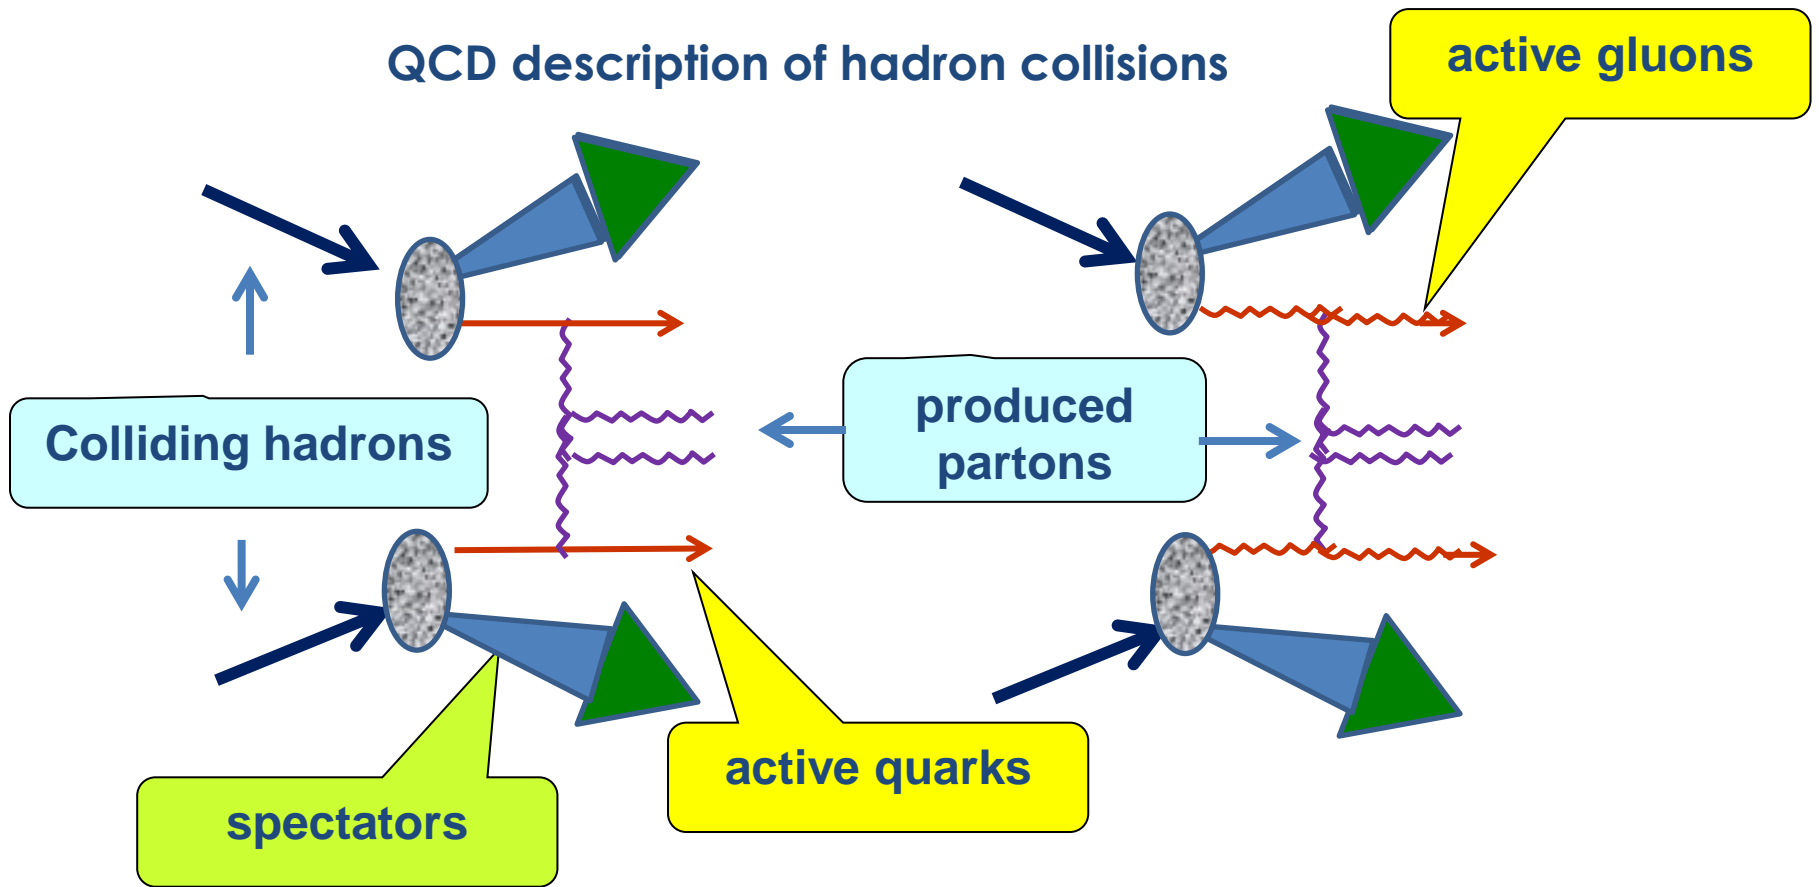 QCD description of hadron collisions
active gluons
Colliding hadrons
produced
partons
active quarks
spectators